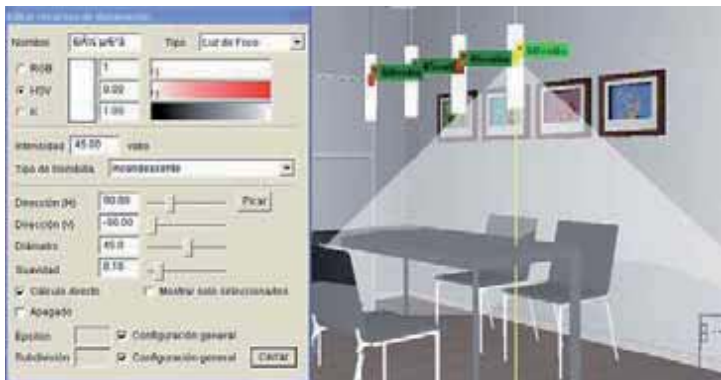 Nombre Tipo Luz de Foco
RGB 1
HSV 0.00
K 1.00
Intensidad 45.00 vatio
Tipo de bombilla Incandescente
Dirección (H) 90.00 Picar
Dirección (V) -90.00
Diámetro 45.0
Suavidad 0.10
Cálculo directo Mostrar solo seleccionados
Apagado
Epsilon Configuración general
Subdivisión Configuración general Cerrar